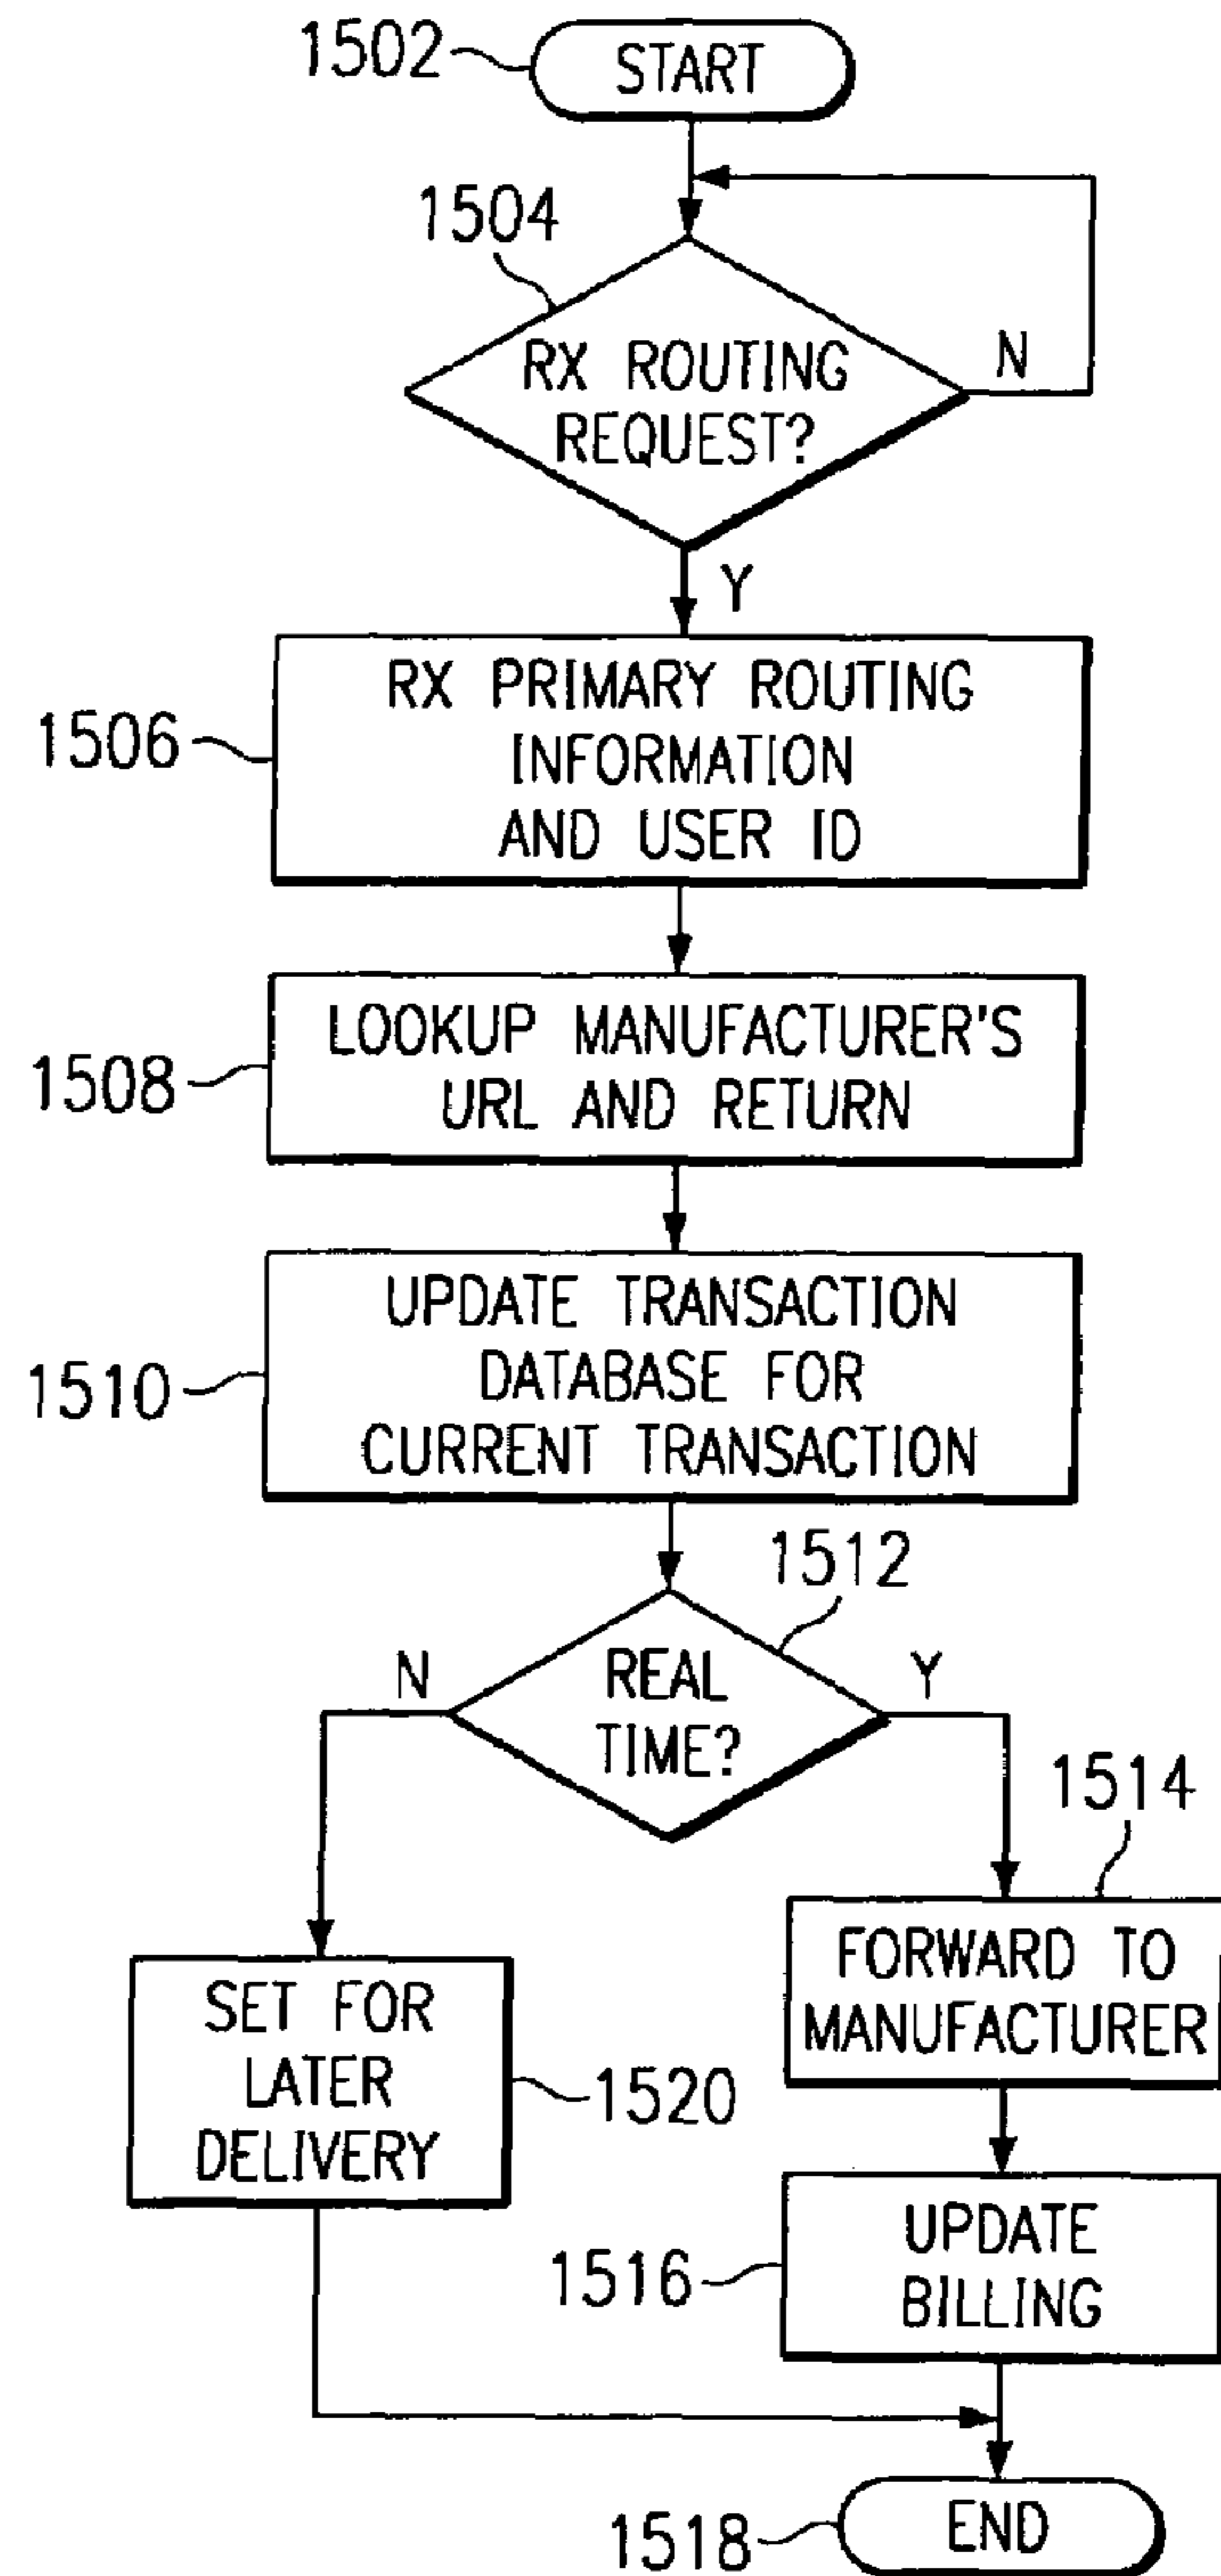 1502
START
1504
RX ROUTING
REQUEST?
N
Y
1506
RX PRIMARY ROUTING
INFORMATION
AND USER ID
1508
LOOKUP MANUFACTURER'S
URL AND RETURN
1510
UPDATE TRANSACTION
DATABASE FOR
CURRENT TRANSACTION
1512
N
REAL
TIME?
Y
1514
FORWARD TO
MANUFACTURER
SET FOR
LATER
DELIVERY
1520
1516
UPDATE
BILLING
1518
END